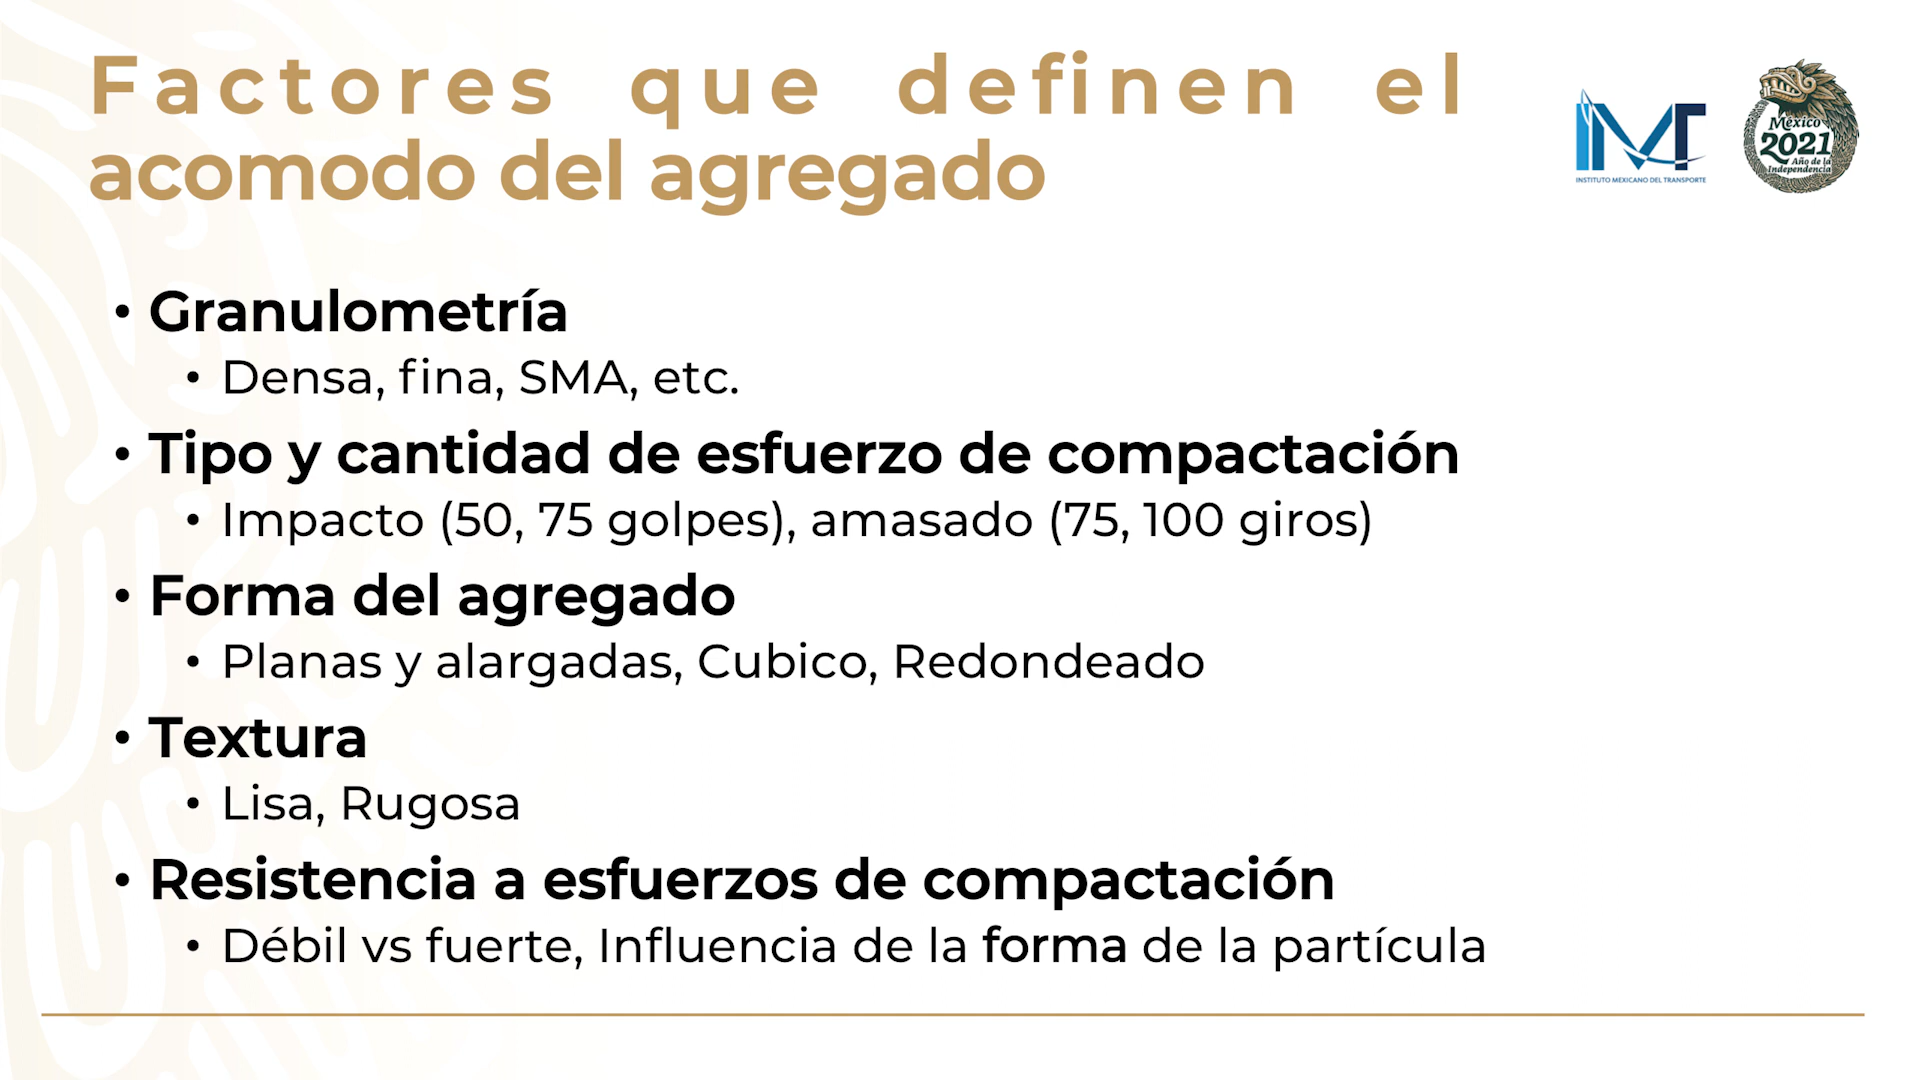 Factores que definen el
acomodo del agregado
IMT
INSTITUTO MEXICANO DEL TRANSPORTE
México
2021
Año de la
Independencia
• Granulometría
• Densa, fina, SMA, etc.
• Tipo y cantidad de esfuerzo de compactación
• Impacto (50, 75 golpes), amasado (75, 100 giros)
• Forma del agregado
• Planas y alargadas, Cubico, Redondeado
• Textura
• Lisa, Rugosa
• Resistencia a esfuerzos de compactación
• Débil vs fuerte, Influencia de la forma de la partícula